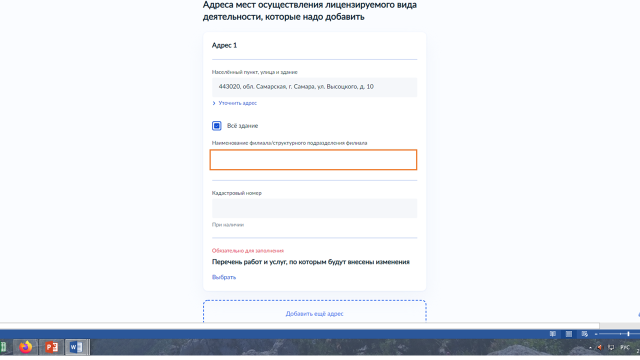 Адреса мест осуществления лицензируемого вида
деятельности, которые надо добавить
Адрес 1
Населённый пункт, улица и здание
443020, обл. Самарская, г. Самара, ул. Высоцкого, д. 10
Уточнить адрес
Всё здание
Наименование филиала/структурного подразделения филиала
Кадастровый номер
При наличии
Обязательно для заполнения
Перечень работ и услуг, по которым будут внесены изменения
Выбрать
Добавить ещё адрес
РУС